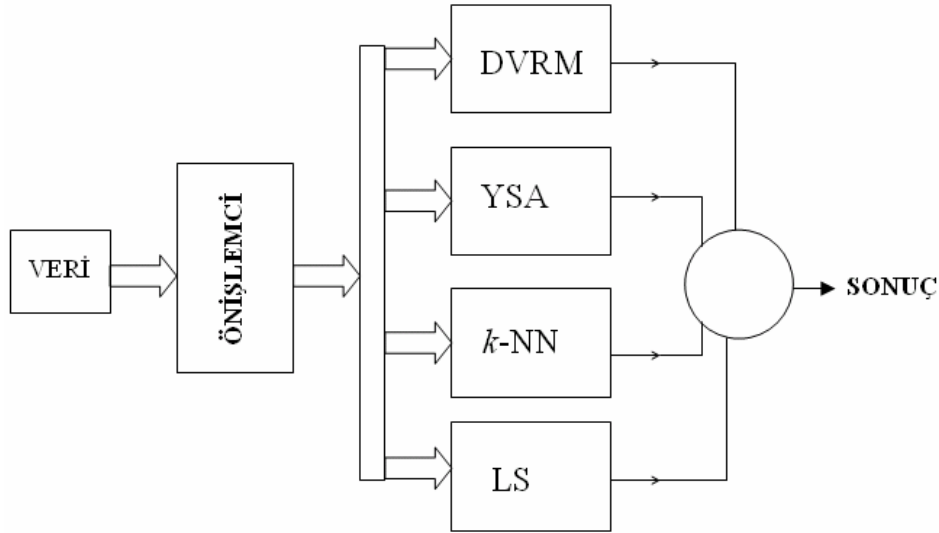 VERİ
ÖNİŞLEMCİ
DVRM
YSA
k-NN
LS
SONUÇ